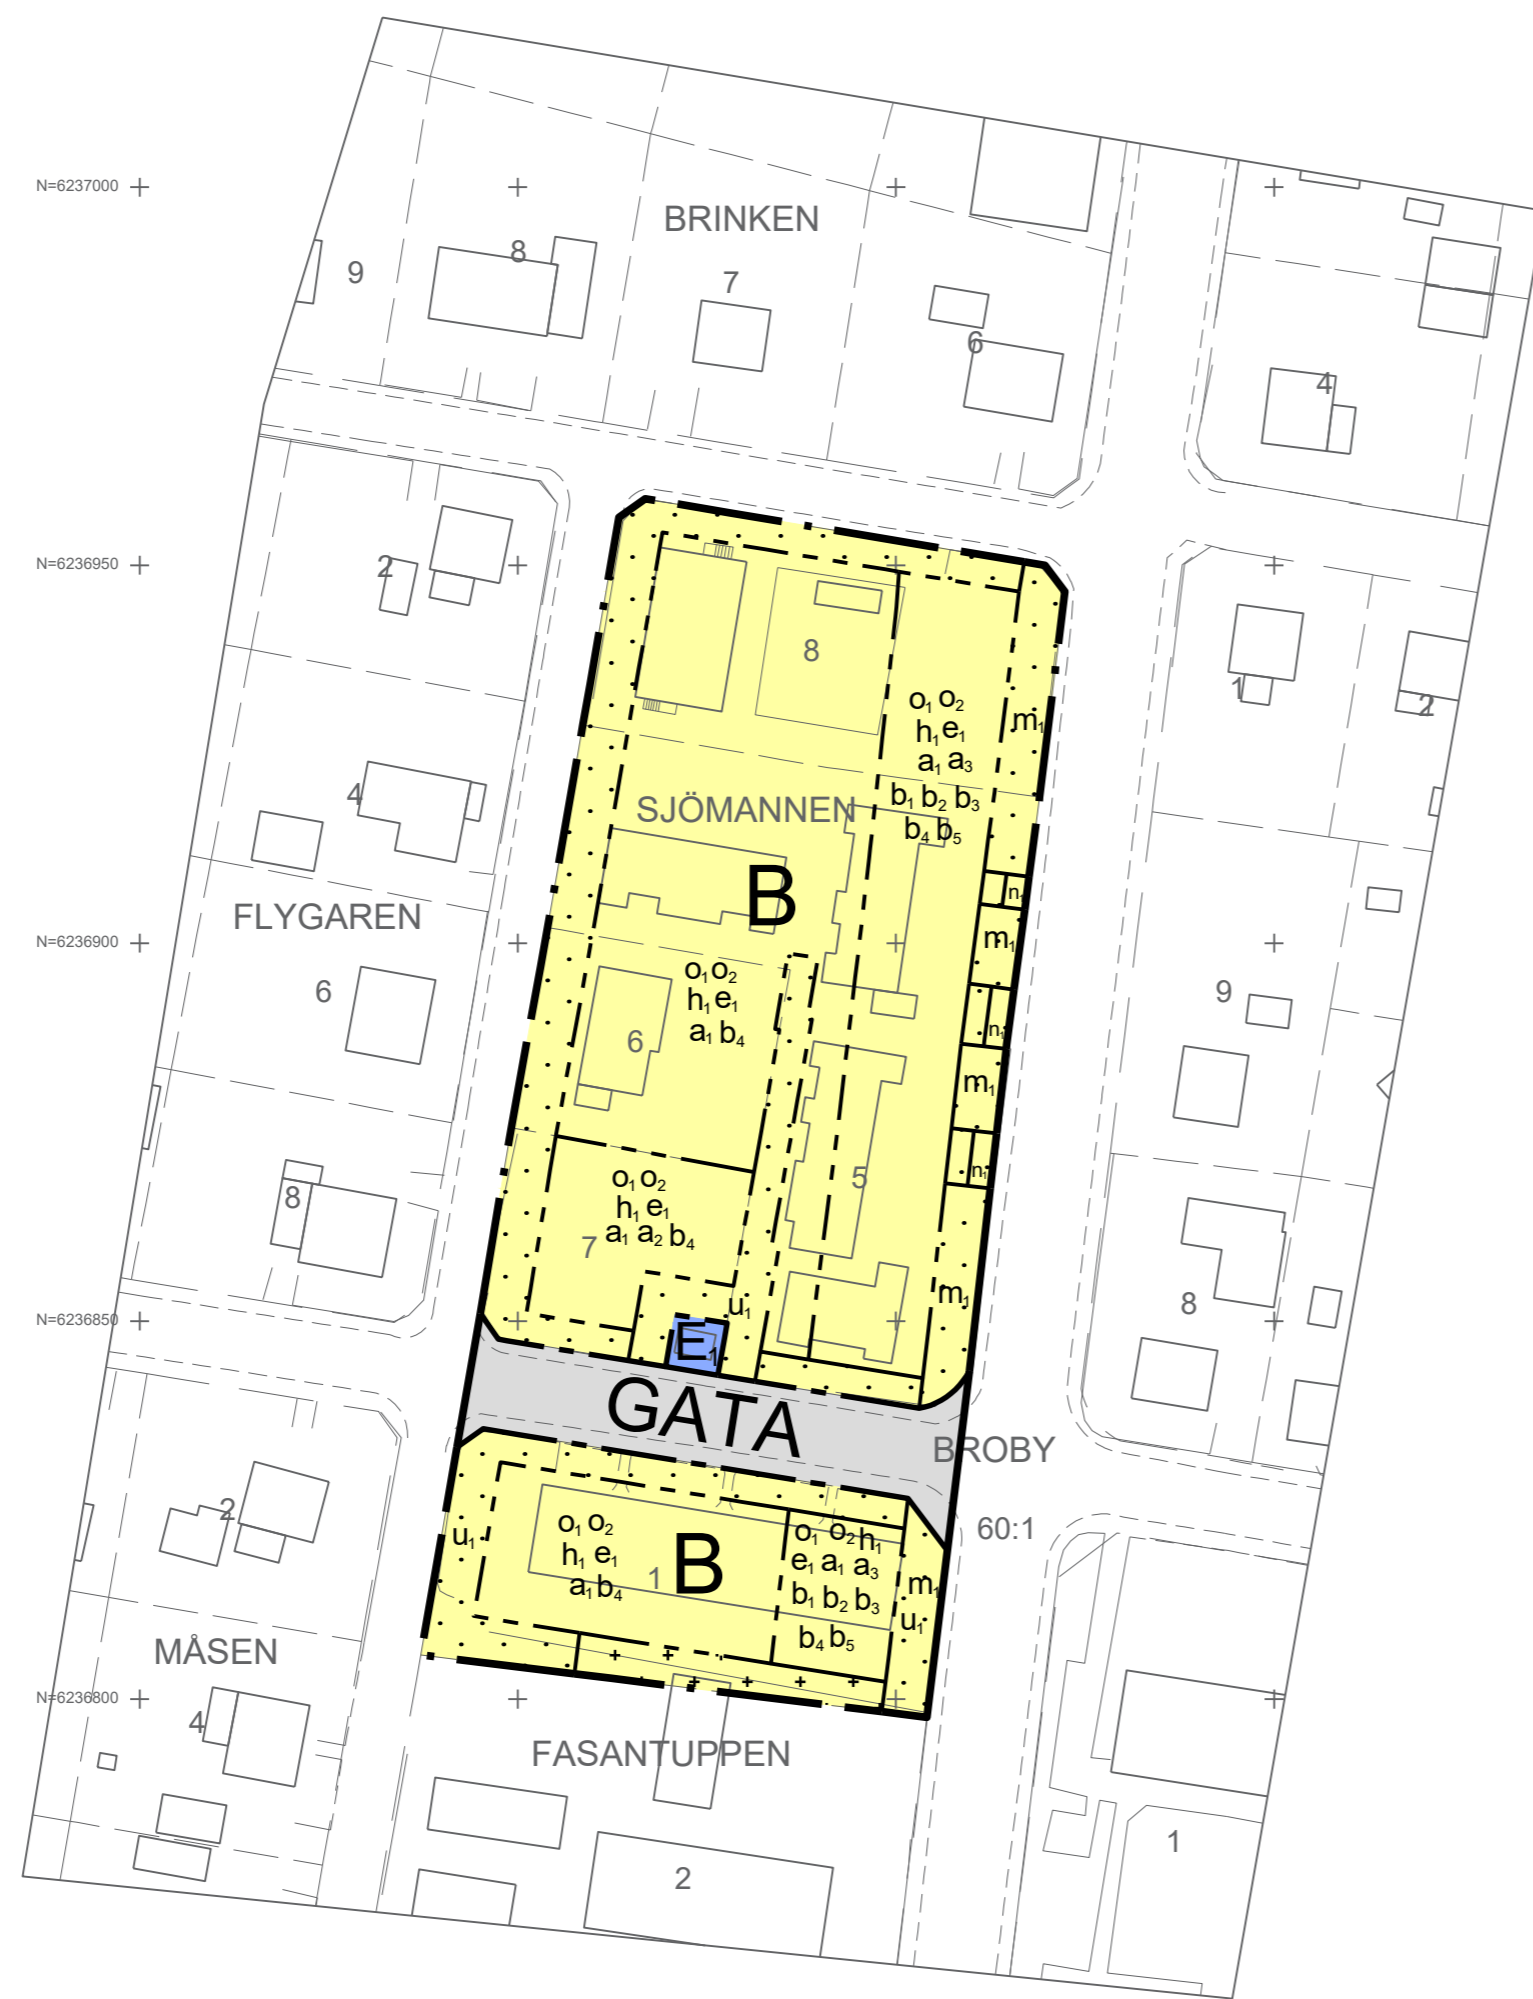 N=6237000
BRINKEN
9
8
7
6
4
N=6236950
2
8
1
2
o₁ o₂
h₁ e₁
a₁ a₃
b₁ b₂ b₃
b₄ b₅
m₁
4
SJÖMANNEN
B
n₁
FLYGAREN
N=6236900
m₁
6
o₁ o₂
h₁ e₁
a₁ b₄
9
6
n₁
m₁
n₁
8
o₁ o₂
h₁ e₁
a₁ a₂ b₄
5
7
m₁
8
u₁
N=6236850
E₁
GATA
BROBY
2
u₁
o₁ o₂
h₁ e₁
a₁ b₄
1
B
o₁ o₂ h₁
e₁ a₁ a₃
b₁ b₂ b₃
b₄ b₅
60:1
m₁
u₁
MÅSEN
N=6236800
4
FASANTUPPEN
1
2